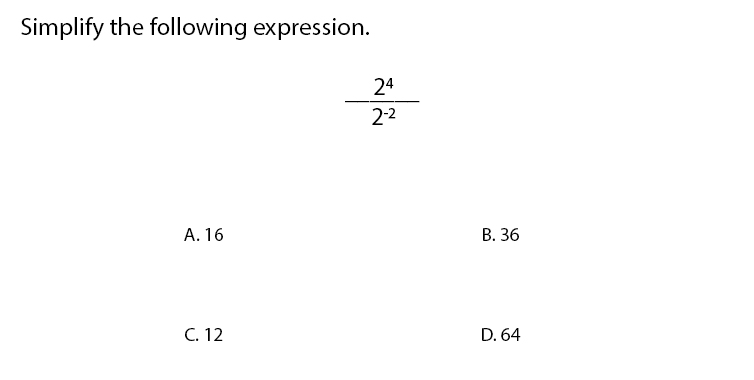 Simplify the following expression.
2⁴
2⁻²
A. 16
B. 36
C. 12
D. 64